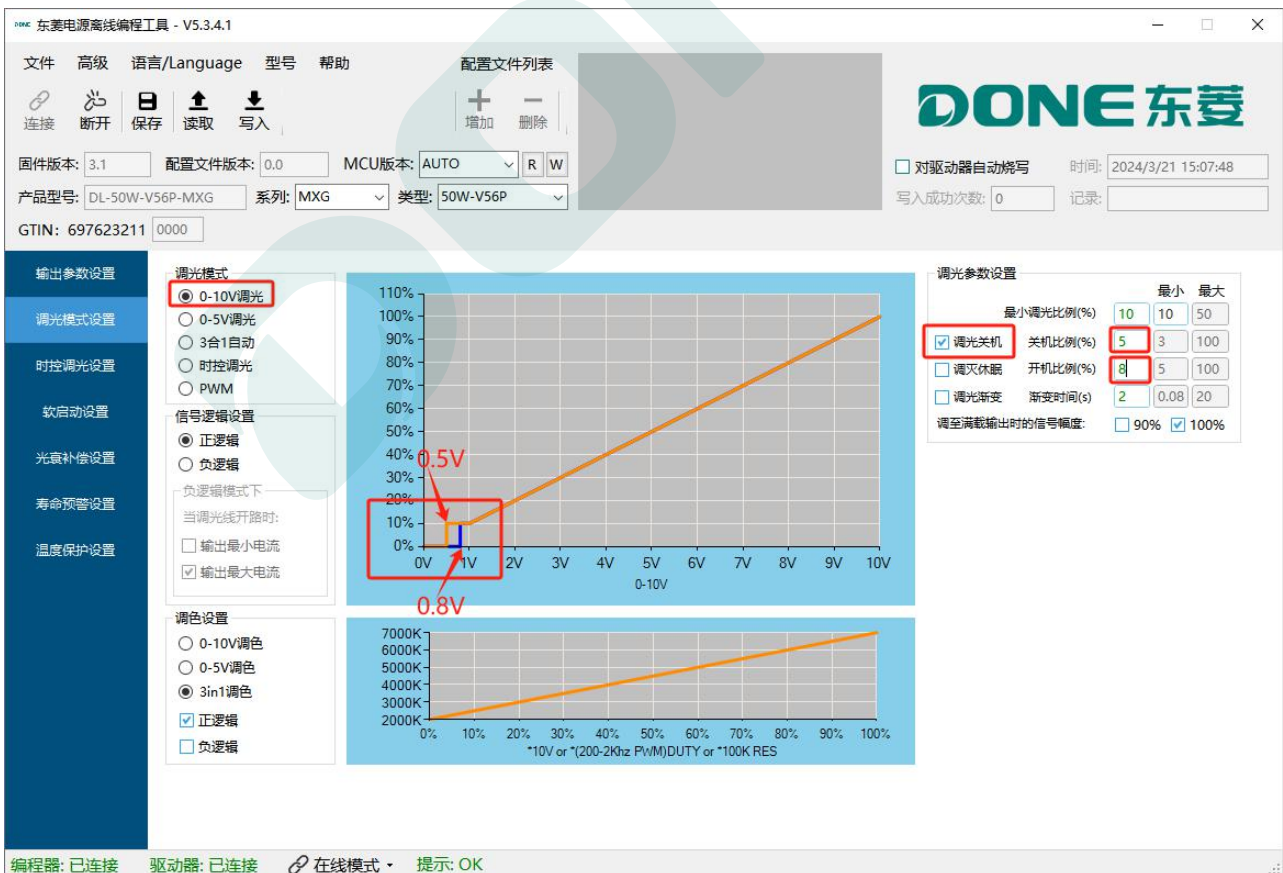 DONE 东菱电源离线编程工具 - V5.3.4.1
文件 高级 语言/Language 型号 帮助
配置文件列表
连接 断开 保存 读取 写入
增加 删除
DONE东菱
固件版本: 3.1 配置文件版本: 0.0 MCU版本: AUTO R W
对驱动器自动烧写 时间: 2024/3/21 15:07:48
产品型号: DL-50W-V56P-MXG 系列: MXG 类型: 50W-V56P
写入成功次数: 0 记录:
GTIN: 697623211 0000
输出参数设置
调光模式设置
时控调光设置
软启动设置
光衰补偿设置
寿命预警设置
温度保护设置
调光模式
0-10V调光
0-5V调光
3合1自动
时控调光
PWM
信号逻辑设置
正逻辑
负逻辑
负逻辑模式下
当调光线开路时:
输出最小电流
输出最大电流
调色设置
0-10V调色
0-5V调色
3in1调色
正逻辑
负逻辑
110%
100%
90%
80%
70%
60%
50%
40%
30%
20%
10%
0%
0.5V
0.8V
0V 1V 2V 3V 4V 5V 6V 7V 8V 9V 10V
0-10V
7000K
6000K
5000K
4000K
3000K
2000K
0% 10% 20% 30% 40% 50% 60% 70% 80% 90% 100%
*10V or *(200-2Khz PWM)DUTY or *100K RES
调光参数设置
最小 最大
最小调光比例(%) 10 10 50
调光关机 关机比例(%) 5 3 100
调灭休眠 开机比例(%) 8 5 100
调光渐变 渐变时间(s) 2 0.08 20
调至满载输出时的信号幅度: 90% 100%
编程器: 已连接 驱动器: 已连接 在线模式 提示: OK